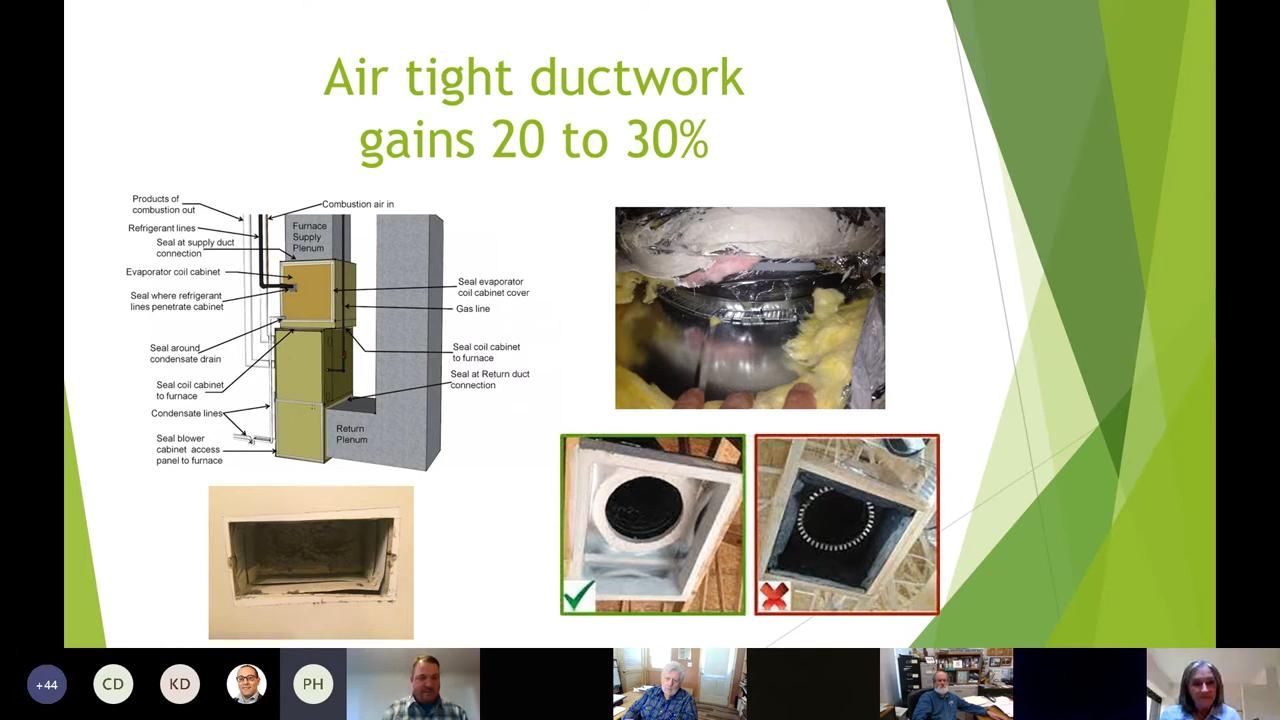 Air tight ductwork
gains 20 to 30%
Products of
combustion out
Combustion air in
Refrigerant lines
Furnace
Supply
Plenum
Seal at supply duct
connection
Evaporator coil cabinet
Seal evaporator
coil cabinet cover
Seal where refrigerant
lines penetrate cabinet
Gas line
Seal around
condensate drain
Seal coil cabinet
to furnace
Seal at Return duct
connection
Seal coil cabinet
to furnace
Condensate lines
Return
Plenum
Seal blower
cabinet access
panel to furnace
+44
CD
KD
PH